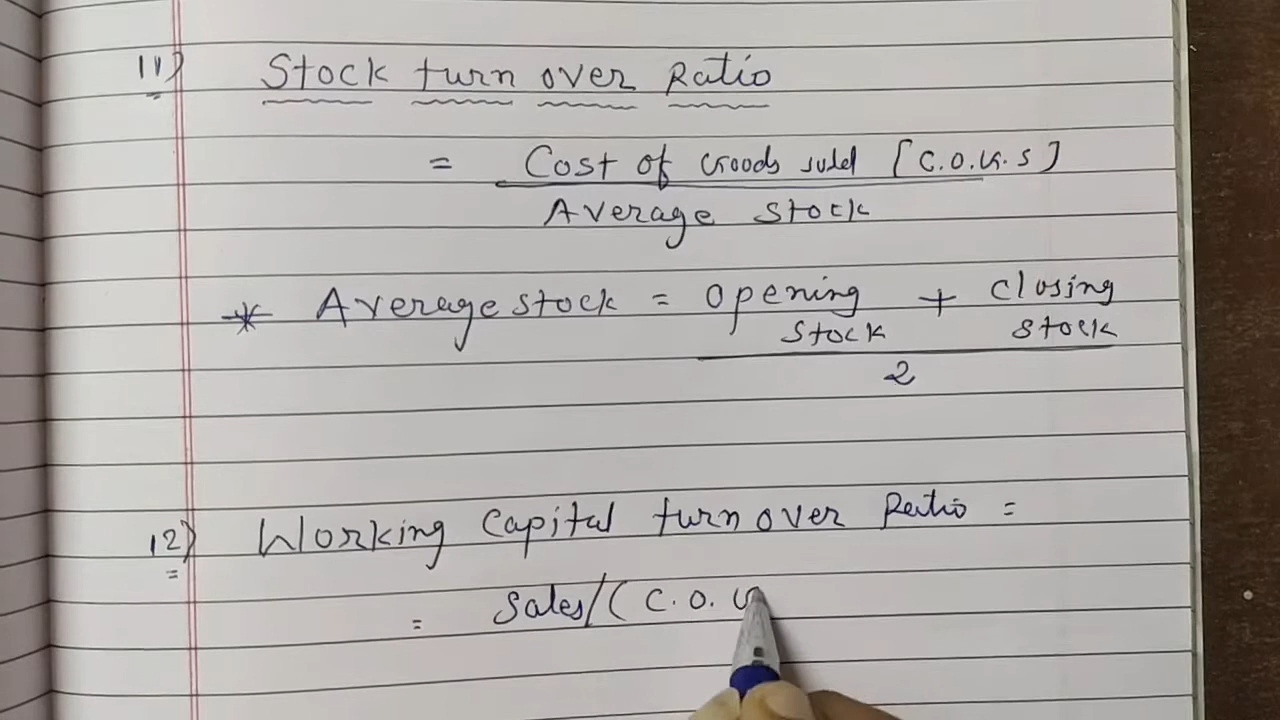 11) Stock turn over Ratio
= Cost of Goods sold [C.O.G.S]
Average Stock
* Average stock = Opening stock + Closing stock
2
12) Working Capital turn over Ratio =
= Sales/( C.O.G